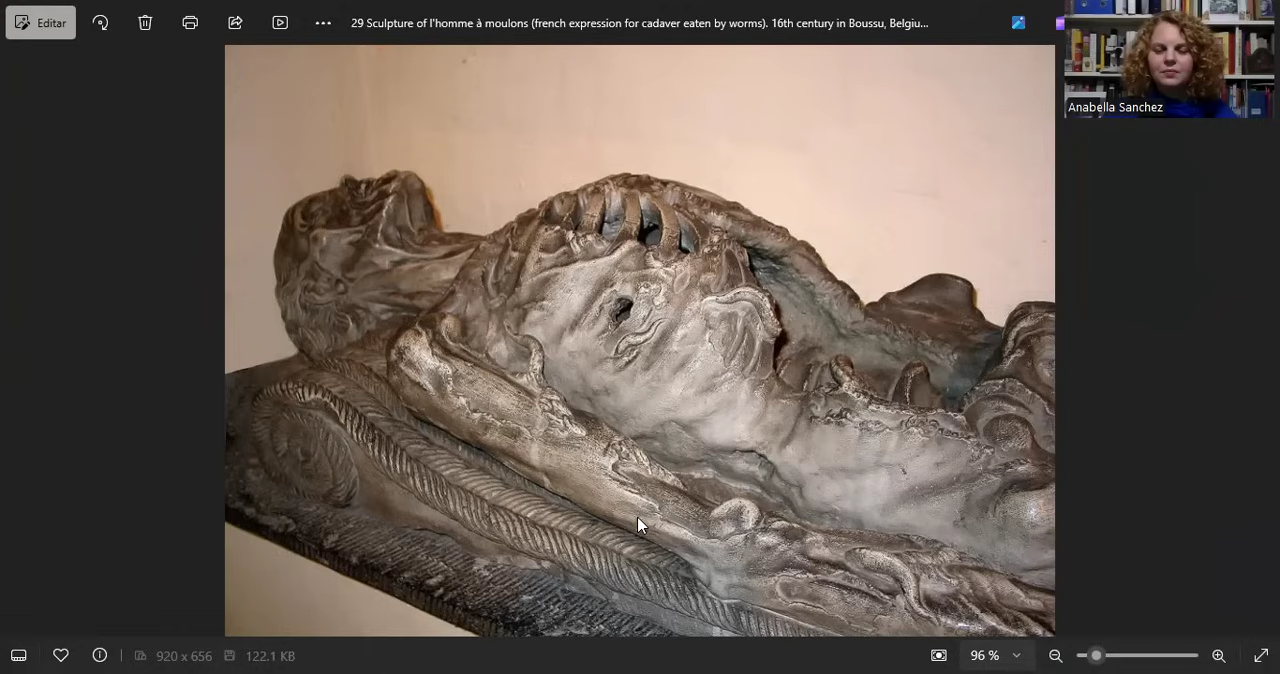 Editar
29 Sculpture of l'homme à moulons (french expression for cadaver eaten by worms). 16th century in Boussu, Belgiu...
Anabella Sanchez
920 x 656
122.1 KB
96 %